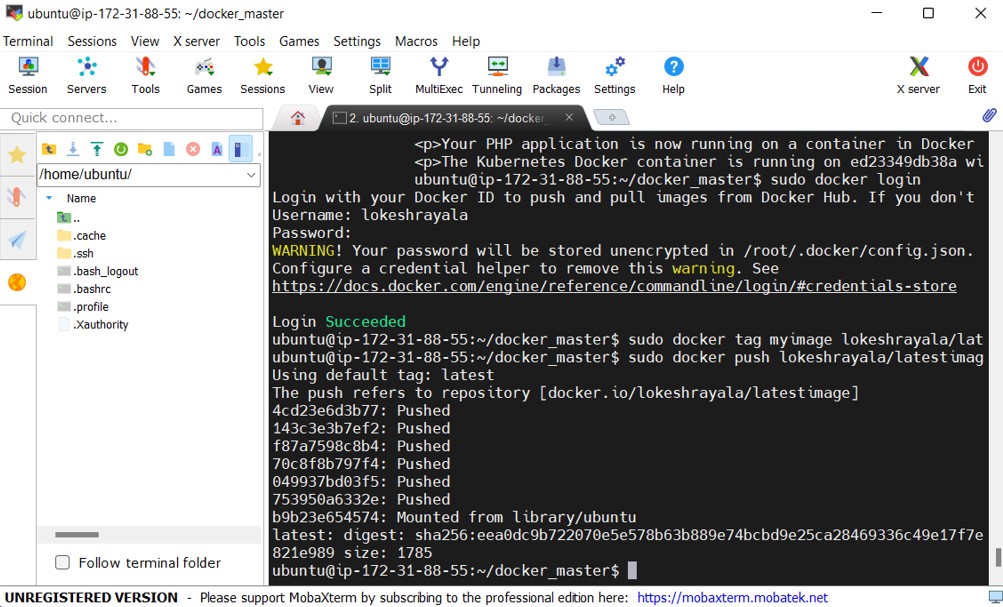 ubuntu@ip-172-31-88-55: ~/docker_master
Terminal Sessions View X server Tools Games Settings Macros Help
Session Servers Tools Games Sessions View Split MultiExec Tunneling Packages Settings Help X server Exit
Quick connect...
2. ubuntu@ip-172-31-88-55: ~/docker_
/home/ubuntu/
Name
..
.cache
.ssh
.bash_logout
.bashrc
.profile
.Xauthority
Follow terminal folder
<p>Your PHP application is now running on a container in Docker
<p>The Kubernetes Docker container is running on ed23349db38a wi
ubuntu@ip-172-31-88-55:~/docker_master$ sudo docker login
Login with your Docker ID to push and pull images from Docker Hub. If you don't
Username: lokeshrayala
Password:
WARNING! Your password will be stored unencrypted in /root/.docker/config.json.
Configure a credential helper to remove this warning. See
https://docs.docker.com/engine/reference/commandline/login/#credentials-store
Login Succeeded
ubuntu@ip-172-31-88-55:~/docker_master$ sudo docker tag myimage lokeshrayala/lat
ubuntu@ip-172-31-88-55:~/docker_master$ sudo docker push lokeshrayala/latestimag
Using default tag: latest
The push refers to repository [docker.io/lokeshrayala/latestimage]
4cd23e6d3b77: Pushed
143c3e3b7ef2: Pushed
f87a7598c8b4: Pushed
70c8f8b797f4: Pushed
049937bd03f5: Pushed
753950a6332e: Pushed
b9b23e654574: Mounted from library/ubuntu
latest: digest: sha256:eea0dc9b722070e5e578b63b889e74bcbd9e25ca28469336c49e17f7e
821e989 size: 1785
ubuntu@ip-172-31-88-55:~/docker_master$
UNREGISTERED VERSION - Please support MobaXterm by subscribing to the professional edition here: https://mobaxterm.mobatek.net